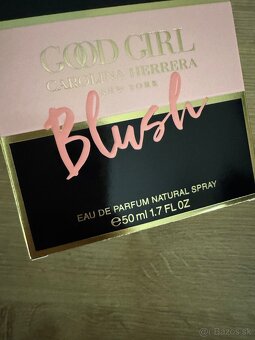 GOOD GIRL
CAROLINA HERRERA
NEW YORK
Blush
EAU DE PARFUM NATURAL SPRAY
℮50 ml 1.7 FL OZ
Bazos.sk